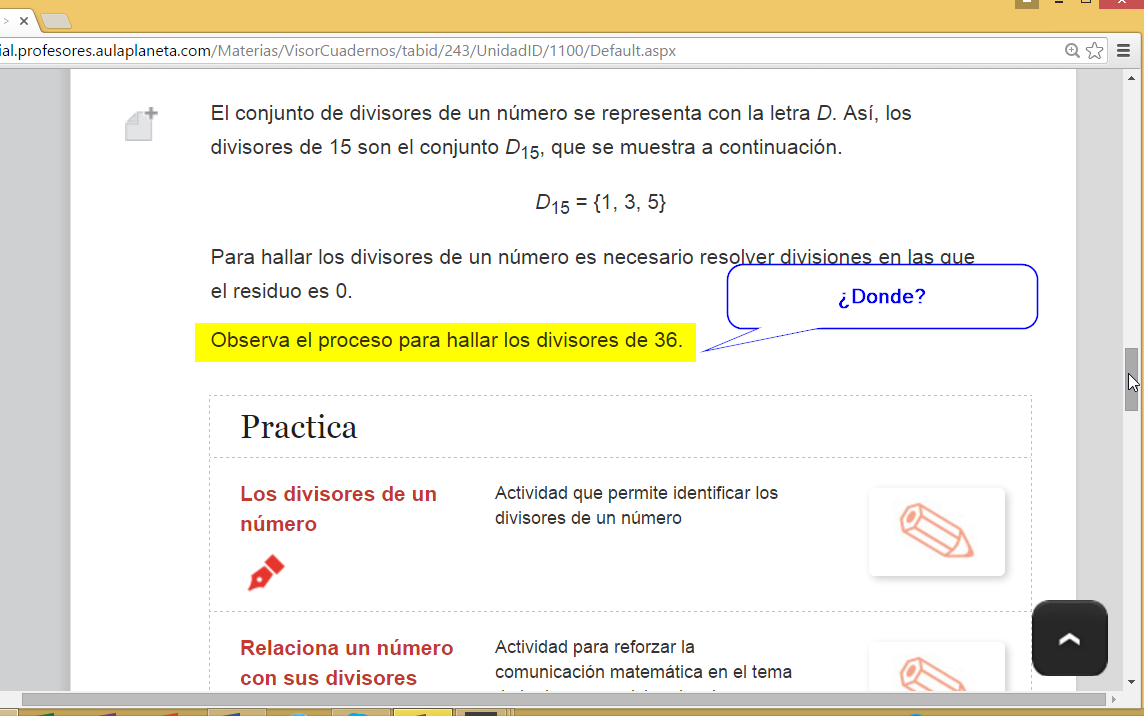 ial.profesores.aulaplaneta.com/Materias/VisorCuadernos/tabid/243/UnidadID/1100/Default.aspx
El conjunto de divisores de un número se representa con la letra D. Así, los
divisores de 15 son el conjunto D15, que se muestra a continuación.
D15 = {1, 3, 5}
Para hallar los divisores de un número es necesario resolver divisiones en las que
el residuo es 0.
¿Donde?
Observa el proceso para hallar los divisores de 36.
Practica
Los divisores de un
número
Actividad que permite identificar los
divisores de un número
Relaciona un número
con sus divisores
Actividad para reforzar la
comunicación matemática en el tema